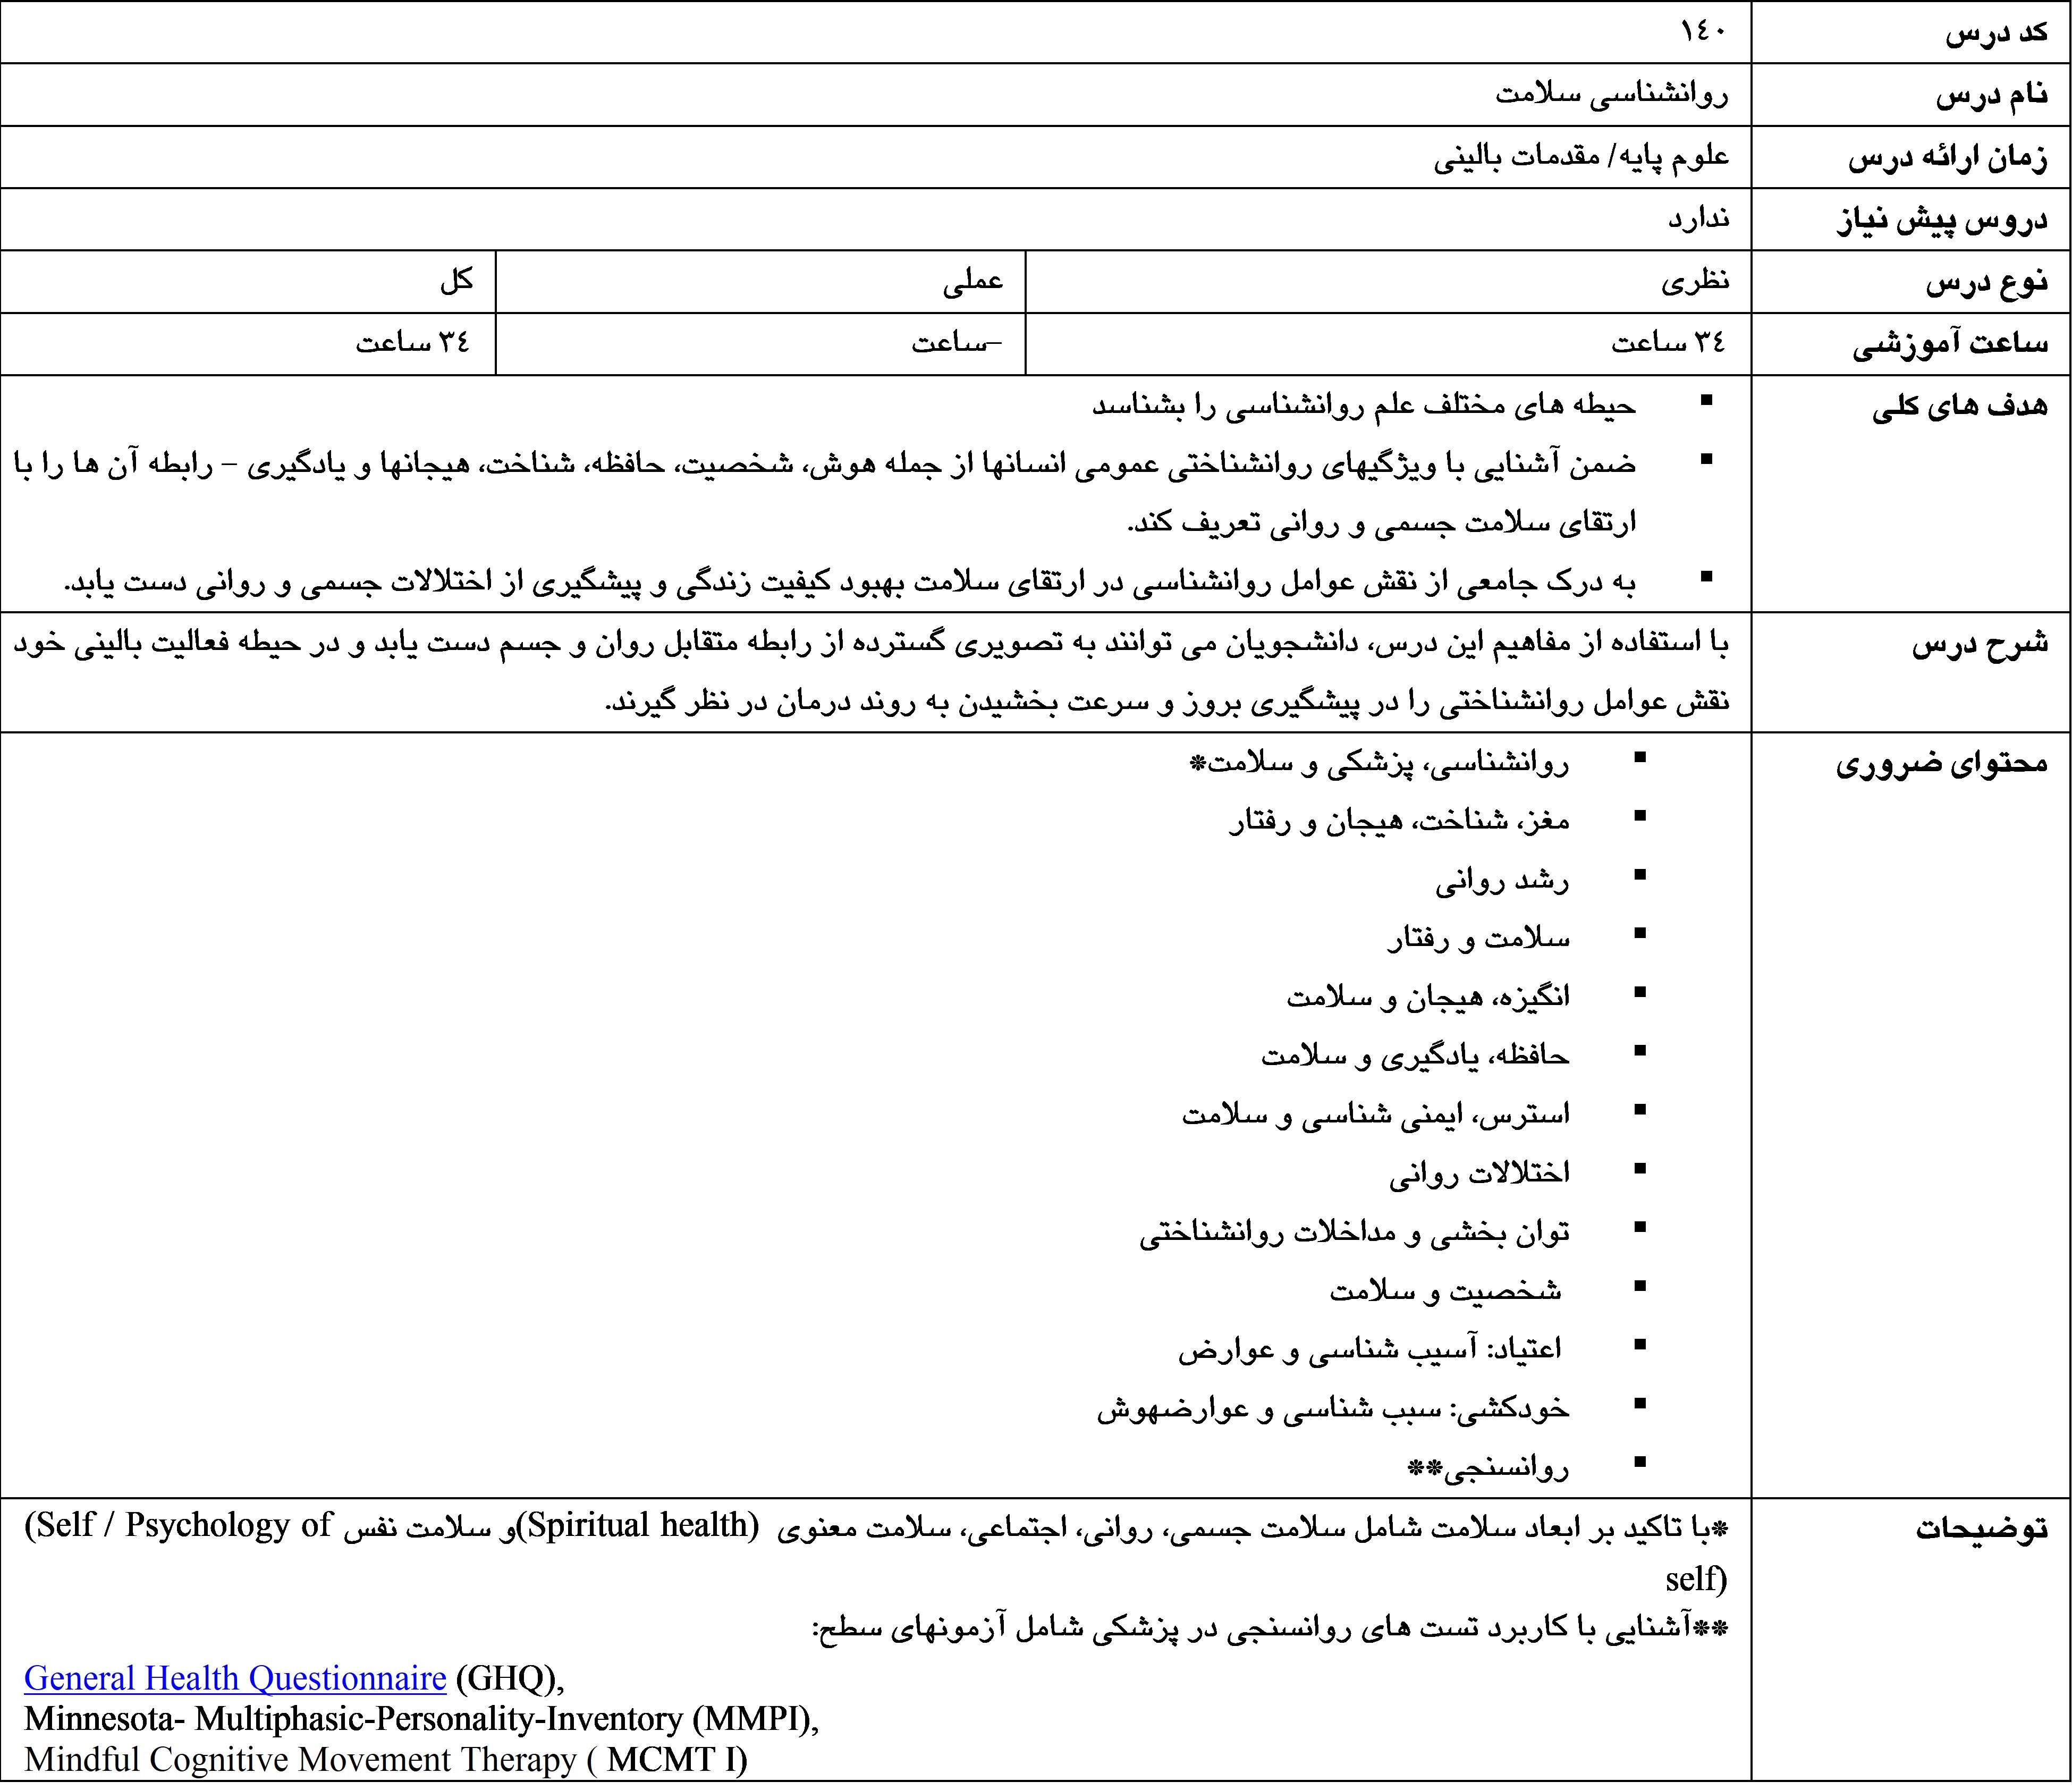 کد درس ١٤٠
نام درس روانشناسی سلامت
زمان ارائه درس علوم پایه/ مقدمات بالینی
دروس پیش نیاز ندارد
نوع درس نظری عملی کل
ساعت آموزشی ٣٤ ساعت –ساعت ٣٤ ساعت
هدف های کلی ▪ حیطه های مختلف علم روانشناسی را بشناسد
▪ ضمن آشنایی با ویژگیهای روانشناختی عمومی انسانها از جمله هوش، شخصیت، حافظه، شناخت، هیجانها و یادگیری – رابطه آن ها را با
ارتقای سلامت جسمی و روانی تعریف کند.
▪ به درک جامعی از نقش عوامل روانشناسی در ارتقای سلامت بهبود کیفیت زندگی و پیشگیری از اختلالات جسمی و روانی دست یابد.
شرح درس با استفاده از مفاهیم این درس، دانشجویان می توانند به تصویری گسترده از رابطه متقابل روان و جسم دست یابد و در حیطه فعالیت بالینی خود
نقش عوامل روانشناختی را در پیشگیری بروز و سرعت بخشیدن به روند درمان در نظر گیرند.
محتوای ضروری ▪ روانشناسی، پزشکی و سلامت*
▪ مغز، شناخت، هیجان و رفتار
▪ رشد روانی
▪ سلامت و رفتار
▪ انگیزه، هیجان و سلامت
▪ حافظه، یادگیری و سلامت
▪ استرس، ایمنی شناسی و سلامت
▪ اختلالات روانی
▪ توان بخشی و مداخلات روانشناختی
▪ شخصیت و سلامت
▪ اعتیاد: آسیب شناسی و عوارض
▪ خودکشی: سبب شناسی و عوارضهوش
▪ روانسنجی**
توضیحات *با تاکید بر ابعاد سلامت شامل سلامت جسمی، روانی، اجتماعی، سلامت معنوی (Spiritual health)و سلامت نفس (Self / Psychology of
self)
**آشنایی با کاربرد تست های روانسنجی در پزشکی شامل آزمونهای سطح:
General Health Questionnaire (GHQ),
Minnesota- Multiphasic-Personality-Inventory (MMPI),
Mindful Cognitive Movement Therapy ( MCMT I)